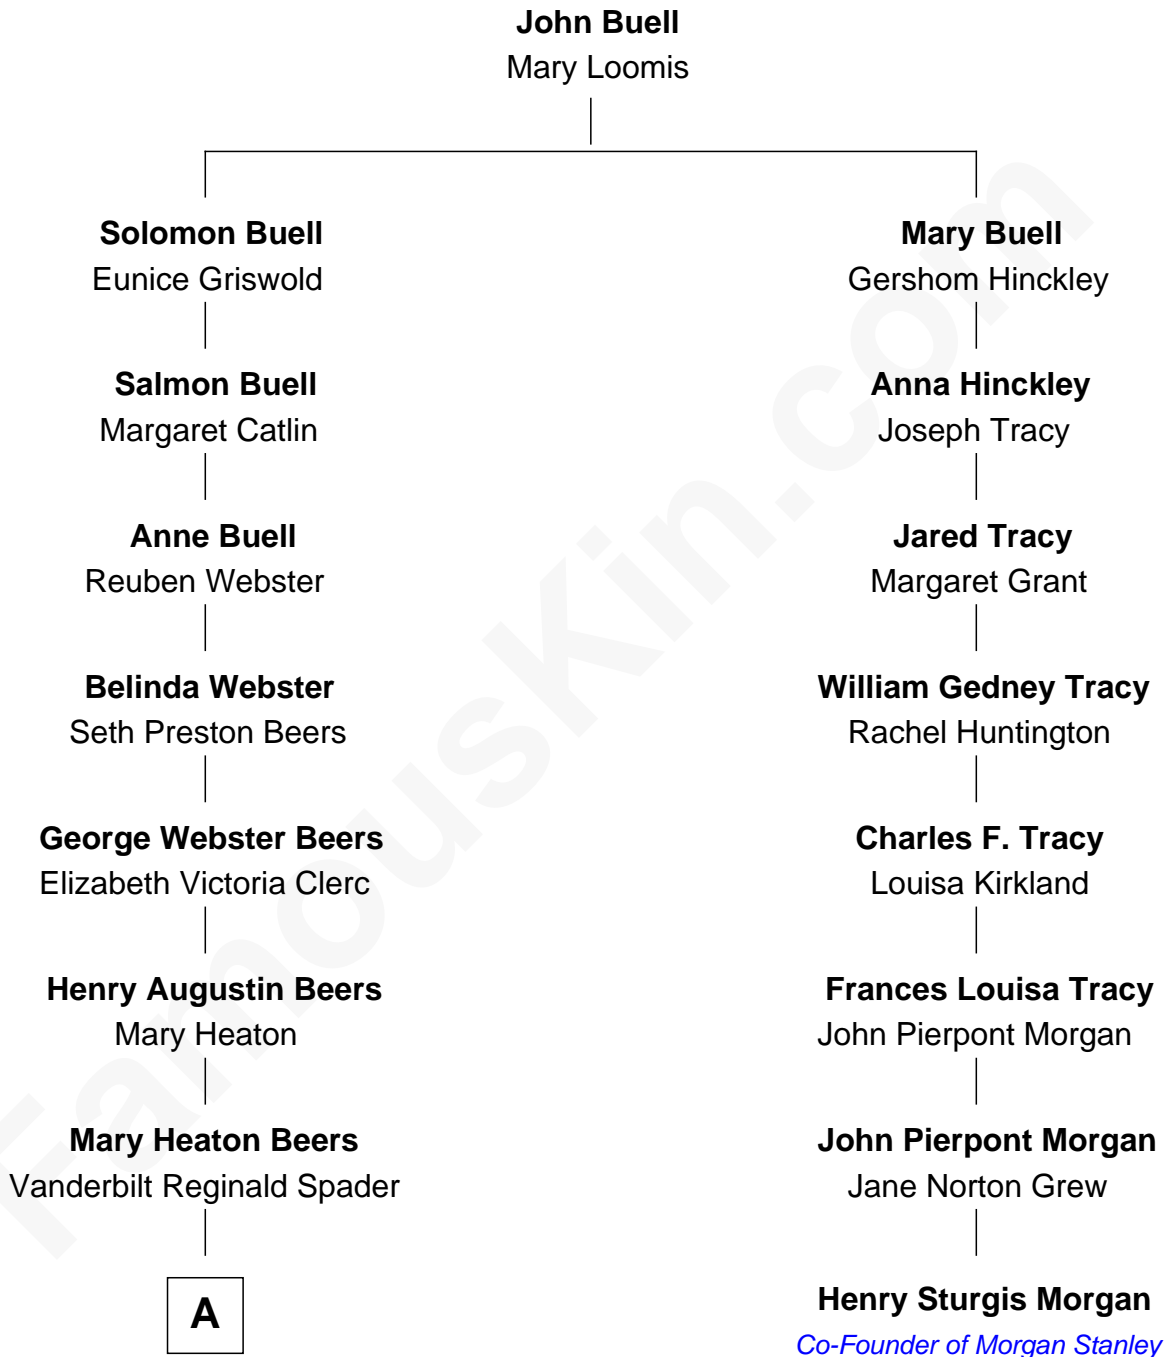 John Buell
Mary Loomis
Solomon Buell
Eunice Griswold
Mary Buell
Gershom Hinckley
Salmon Buell
Margaret Catlin
Anna Hinckley
Joseph Tracy
Anne Buell
Reuben Webster
Jared Tracy
Margaret Grant
Belinda Webster
Seth Preston Beers
William Gedney Tracy
Rachel Huntington
George Webster Beers
Elizabeth Victoria Clerc
Charles F. Tracy
Louisa Kirkland
Henry Augustin Beers
Mary Heaton
Frances Louisa Tracy
John Pierpont Morgan
Mary Heaton Beers
Vanderbilt Reginald Spader
John Pierpont Morgan
Jane Norton Grew
A
Henry Sturgis Morgan
Co-Founder of Morgan Stanley
FamousKin.com